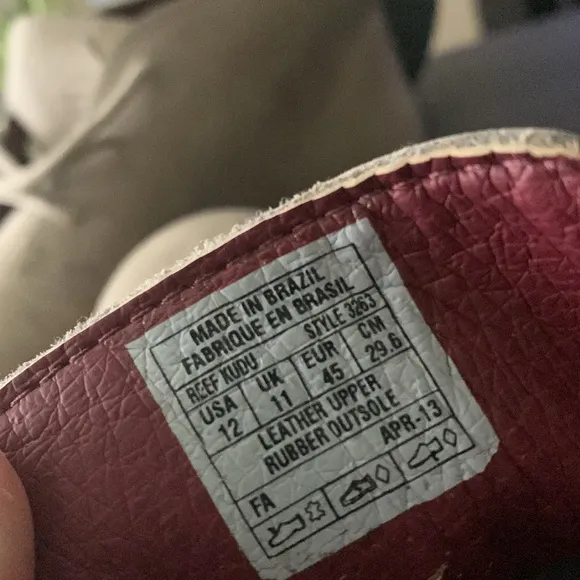 MADE IN BRAZIL
FABRIQUE EN BRASIL
REEF KUDU STYLE 3263
USA UK EUR CM
12 11 45 29.6
LEATHER UPPER
RUBBER OUTSOLE
APR-13
FA